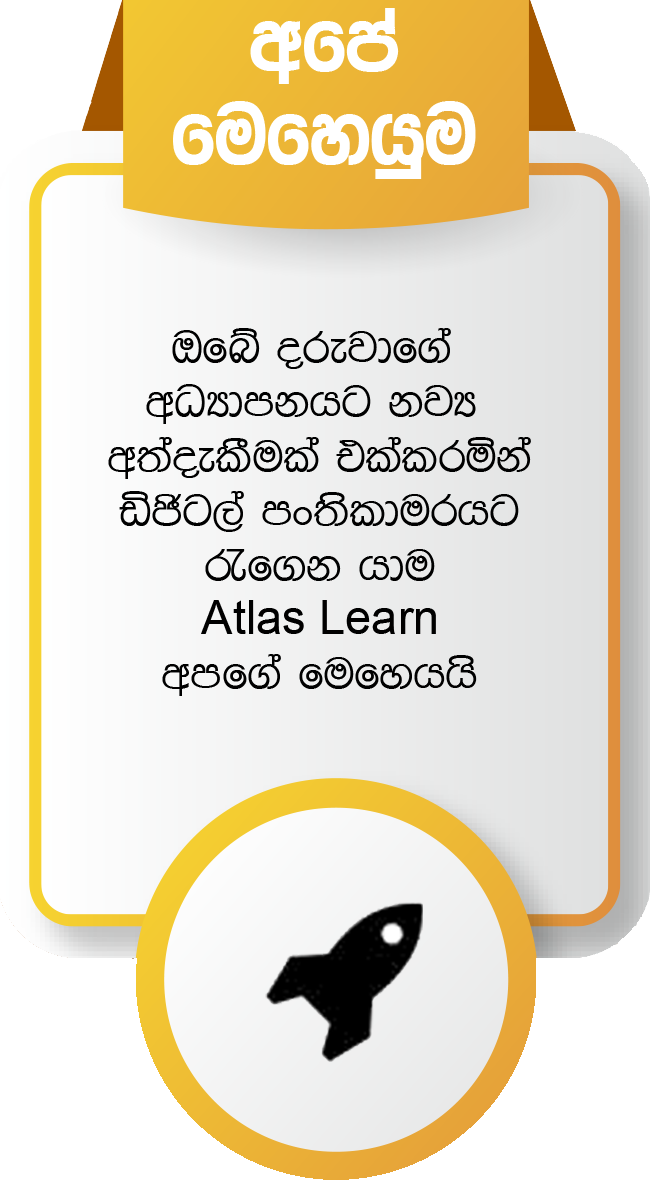 අපේ
මෙහෙයුම
ඔබේ දරුවාගේ
අධ්‍යාපනයට නව්‍ය
අත්දැකීමක් එක්කරමින්
ඩිජිටල් පංතිකාමරයට
රැගෙන යාම
Atlas Learn
අපගේ මෙහෙයයි